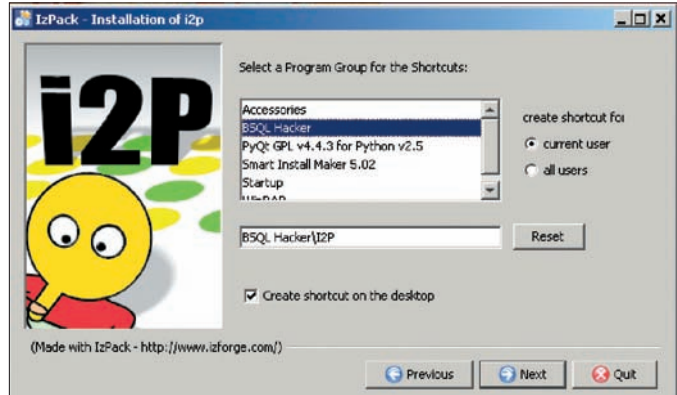 IzPack - Installation of i2p
i2P
Select a Program Group for the Shortcuts:
Accessories
BSQL Hacker
PyQt GPL v4.4.3 for Python v2.5
Smart Install Maker 5.02
Startup
WinRAR
create shortcut for
current user
all users
BSQL Hacker\I2P
Reset
Create shortcut on the desktop
(Made with IzPack - http://www.izforge.com/)
Previous
Next
Quit